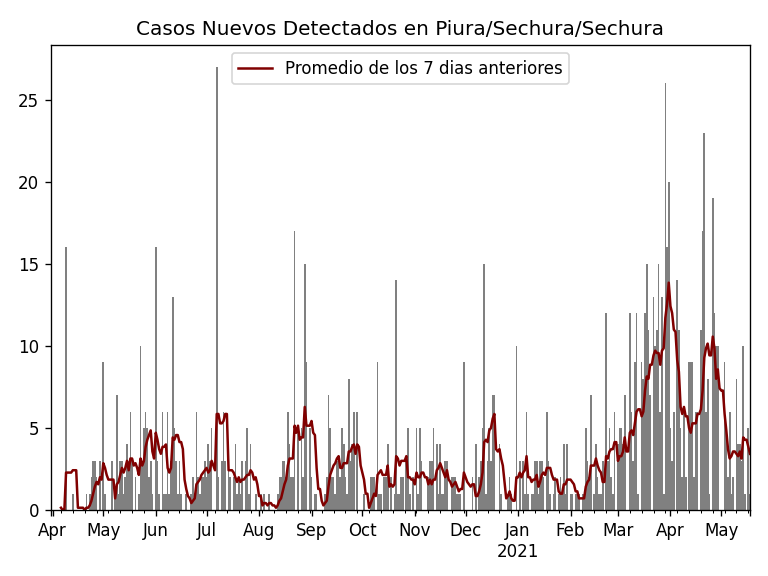 Casos Nuevos Detectados en Piura/Sechura/Sechura
Promedio de los 7 dias anteriores
25
20
15
10
5
0
Apr May Jun Jul Aug Sep Oct Nov Dec Jan Feb Mar Apr May
2021